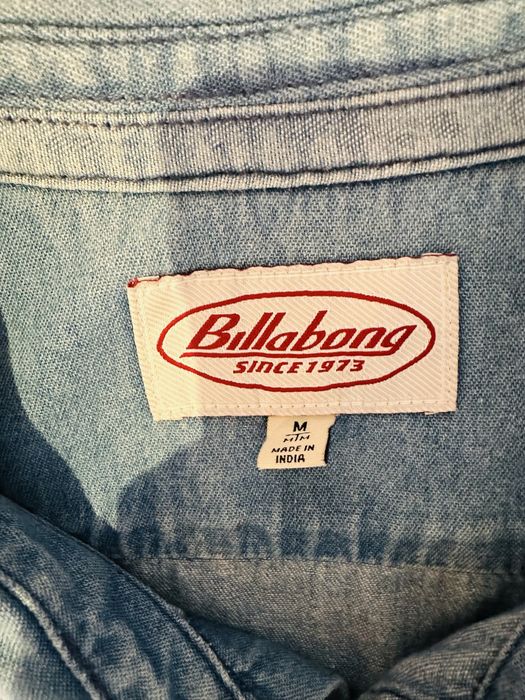 Billabong
SINCE 1973
M
M/M
MADE IN
INDIA